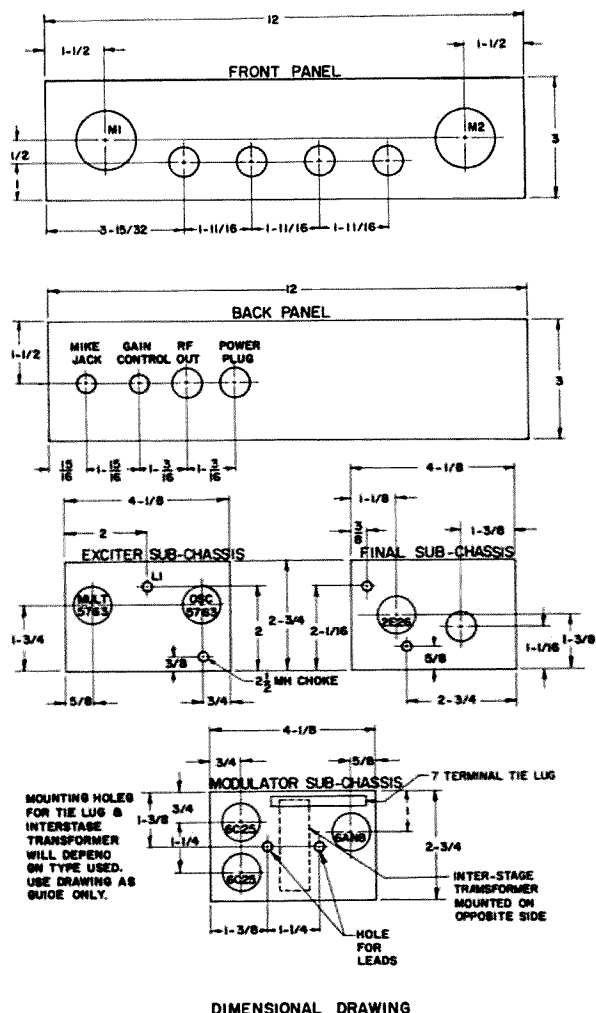 12
1-1/2
1-1/2
FRONT PANEL
M1
M2
1/2
1
3
3-15/32
1-11/16
1-11/16
1-11/16
12
BACK PANEL
1-1/2
MIKE JACK
GAIN CONTROL
RF OUT
POWER PLUG
3
15/16
1-15/16
1-3/16
1-3/16
4-1/8
2
EXCITER SUB-CHASSIS
L1
MULT 5763
OSC 5763
1-3/4
2
2-3/4
3/8
5/8
3/4
2 1/2 MH CHOKE
4-1/8
1-1/8
3/8
1-3/8
FINAL SUB-CHASSIS
2E26
2-1/16
5/8
1-1/16
1-3/8
2-3/4
4-1/8
3/4
5/8
MODULATOR SUB-CHASSIS
7 TERMINAL TIE LUG
MOUNTING HOLES
FOR TIE LUG &
INTERSTASE
TRANSFORMER
WILL DEPEND
ON TYPE USED.
USE DRAWING AS
GUIDE ONLY.
1-3/8
3/4
1-1/4
6C25
6C25
6AN8
1
2-3/4
INTER-STAGE
TRAMSFORMER
MOUNTED ON
OPPOSITE SIDE
1-3/8
1-1/4
HOLE
FOR
LEADS
DIMENSIONAL DRAWING